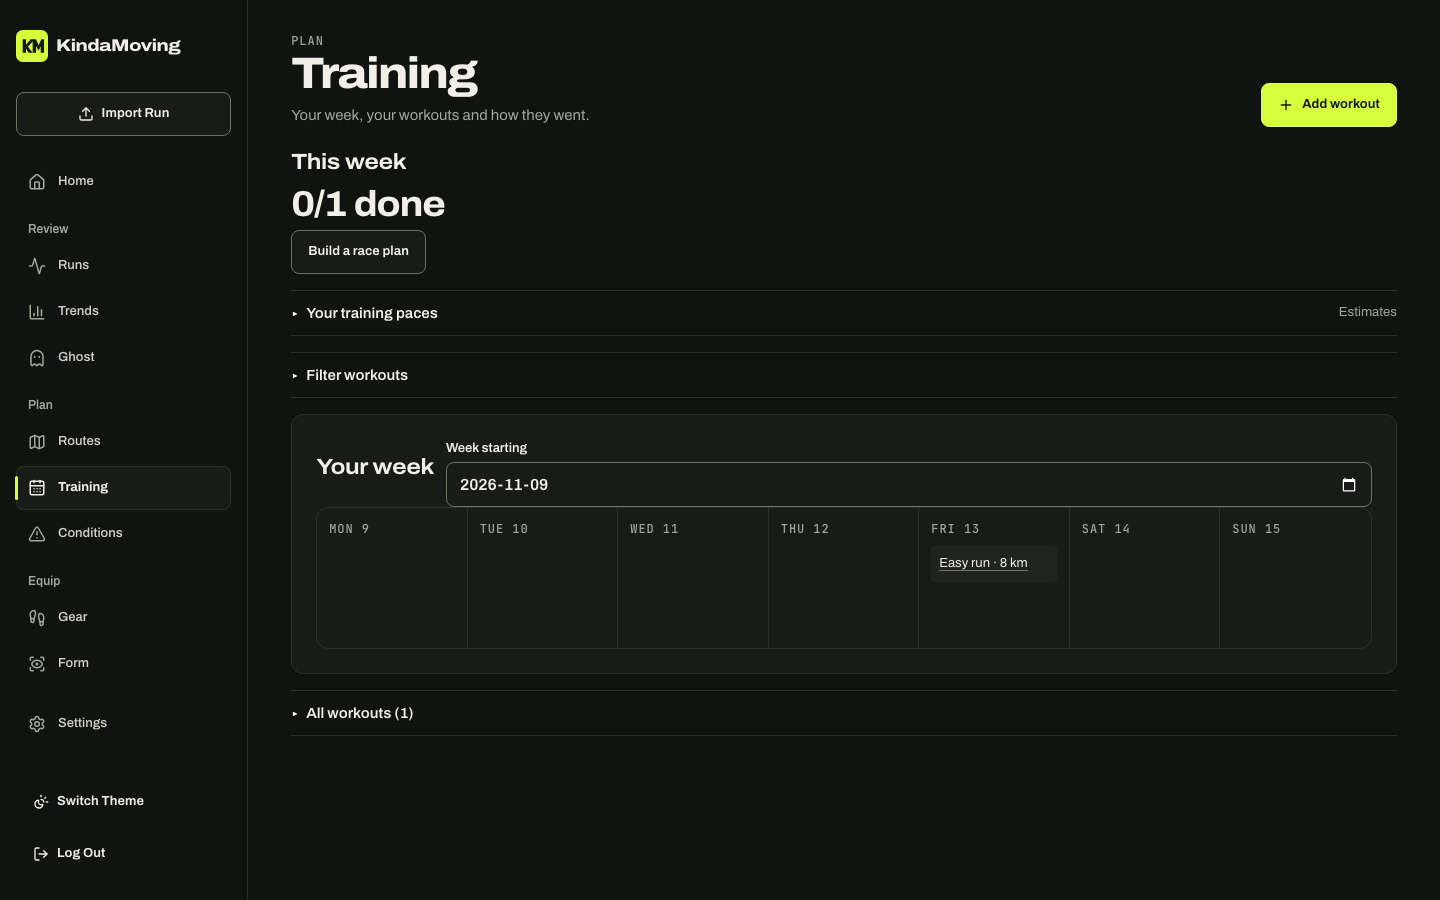 KM KindaMoving
Import Run
Home
Review
Runs
Trends
Ghost
Plan
Routes
Training
Conditions
Equip
Gear
Form
Settings
Switch Theme
Log Out
PLAN
Training
Your week, your workouts and how they went.
Add workout
This week
0/1 done
Build a race plan
Your training paces
Estimates
Filter workouts
Your week
Week starting
2026-11-09
MON 9
TUE 10
WED 11
THU 12
FRI 13
SAT 14
SUN 15
Easy run · 8 km
All workouts (1)